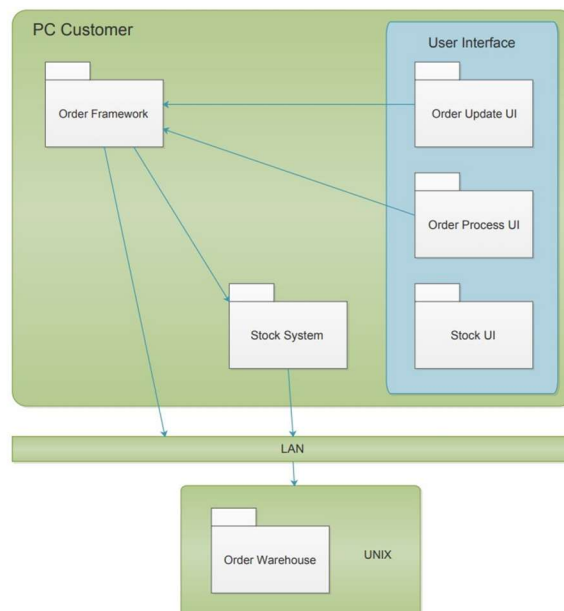 PC Customer
User Interface
Order Framework
Order Update UI
Order Process UI
Stock System
Stock UI
LAN
Order Warehouse
UNIX